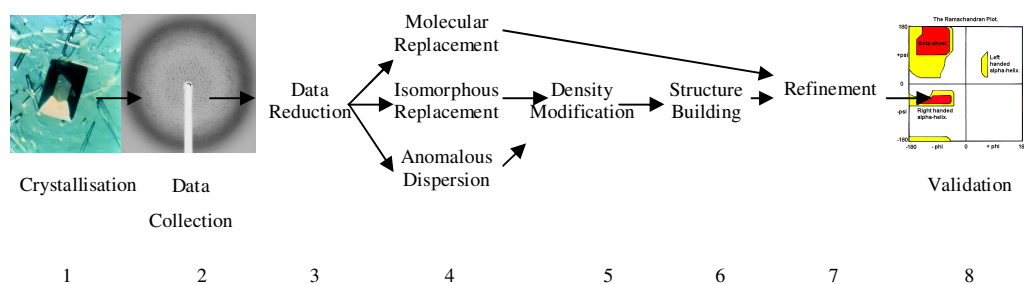 Molecular
Replacement
Data
Reduction
Isomorphous
Replacement
Anomalous
Dispersion
Density
Modification
Structure
Building
Refinement
The Ramachandran Plot.
180
+psi
0
-psi
-180
Beta-sheet
Left
handed
alpha-helix.
Right handed
alpha-helix.
-180
- phi
0
+ phi
18
Crystallisation
Data
Collection
Validation
1 2 3 4 5 6 7 8